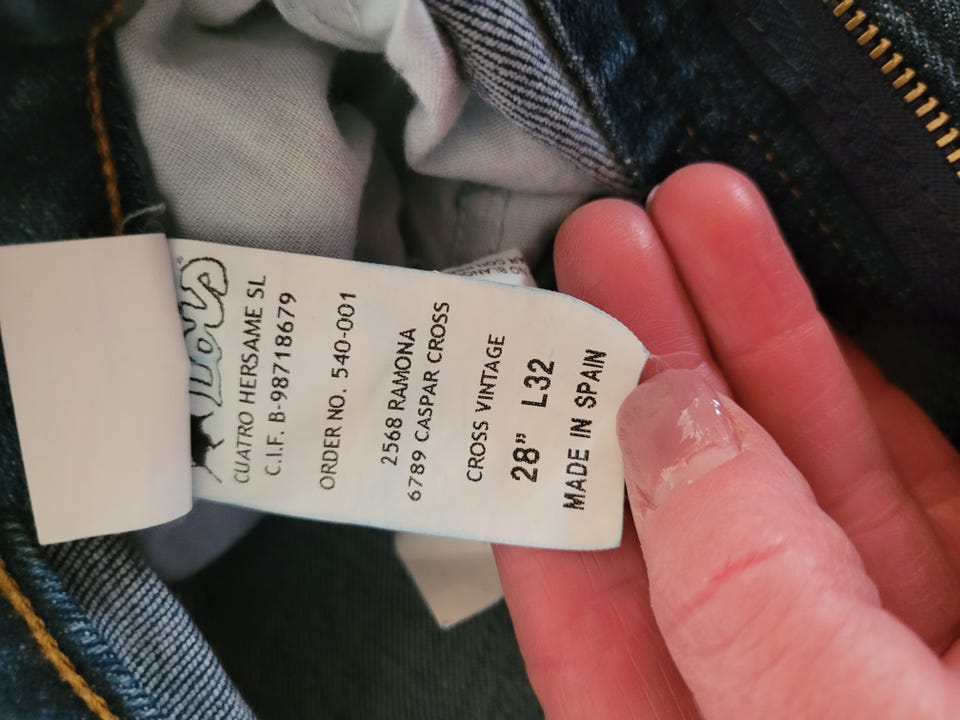 Lois
CUATRO HERSAME SL
C.I.F. B-98718679
ORDER NO. 540-001
2568 RAMONA
6789 CASPAR CROSS
CROSS VINTAGE
28" L32
MADE IN SPAIN